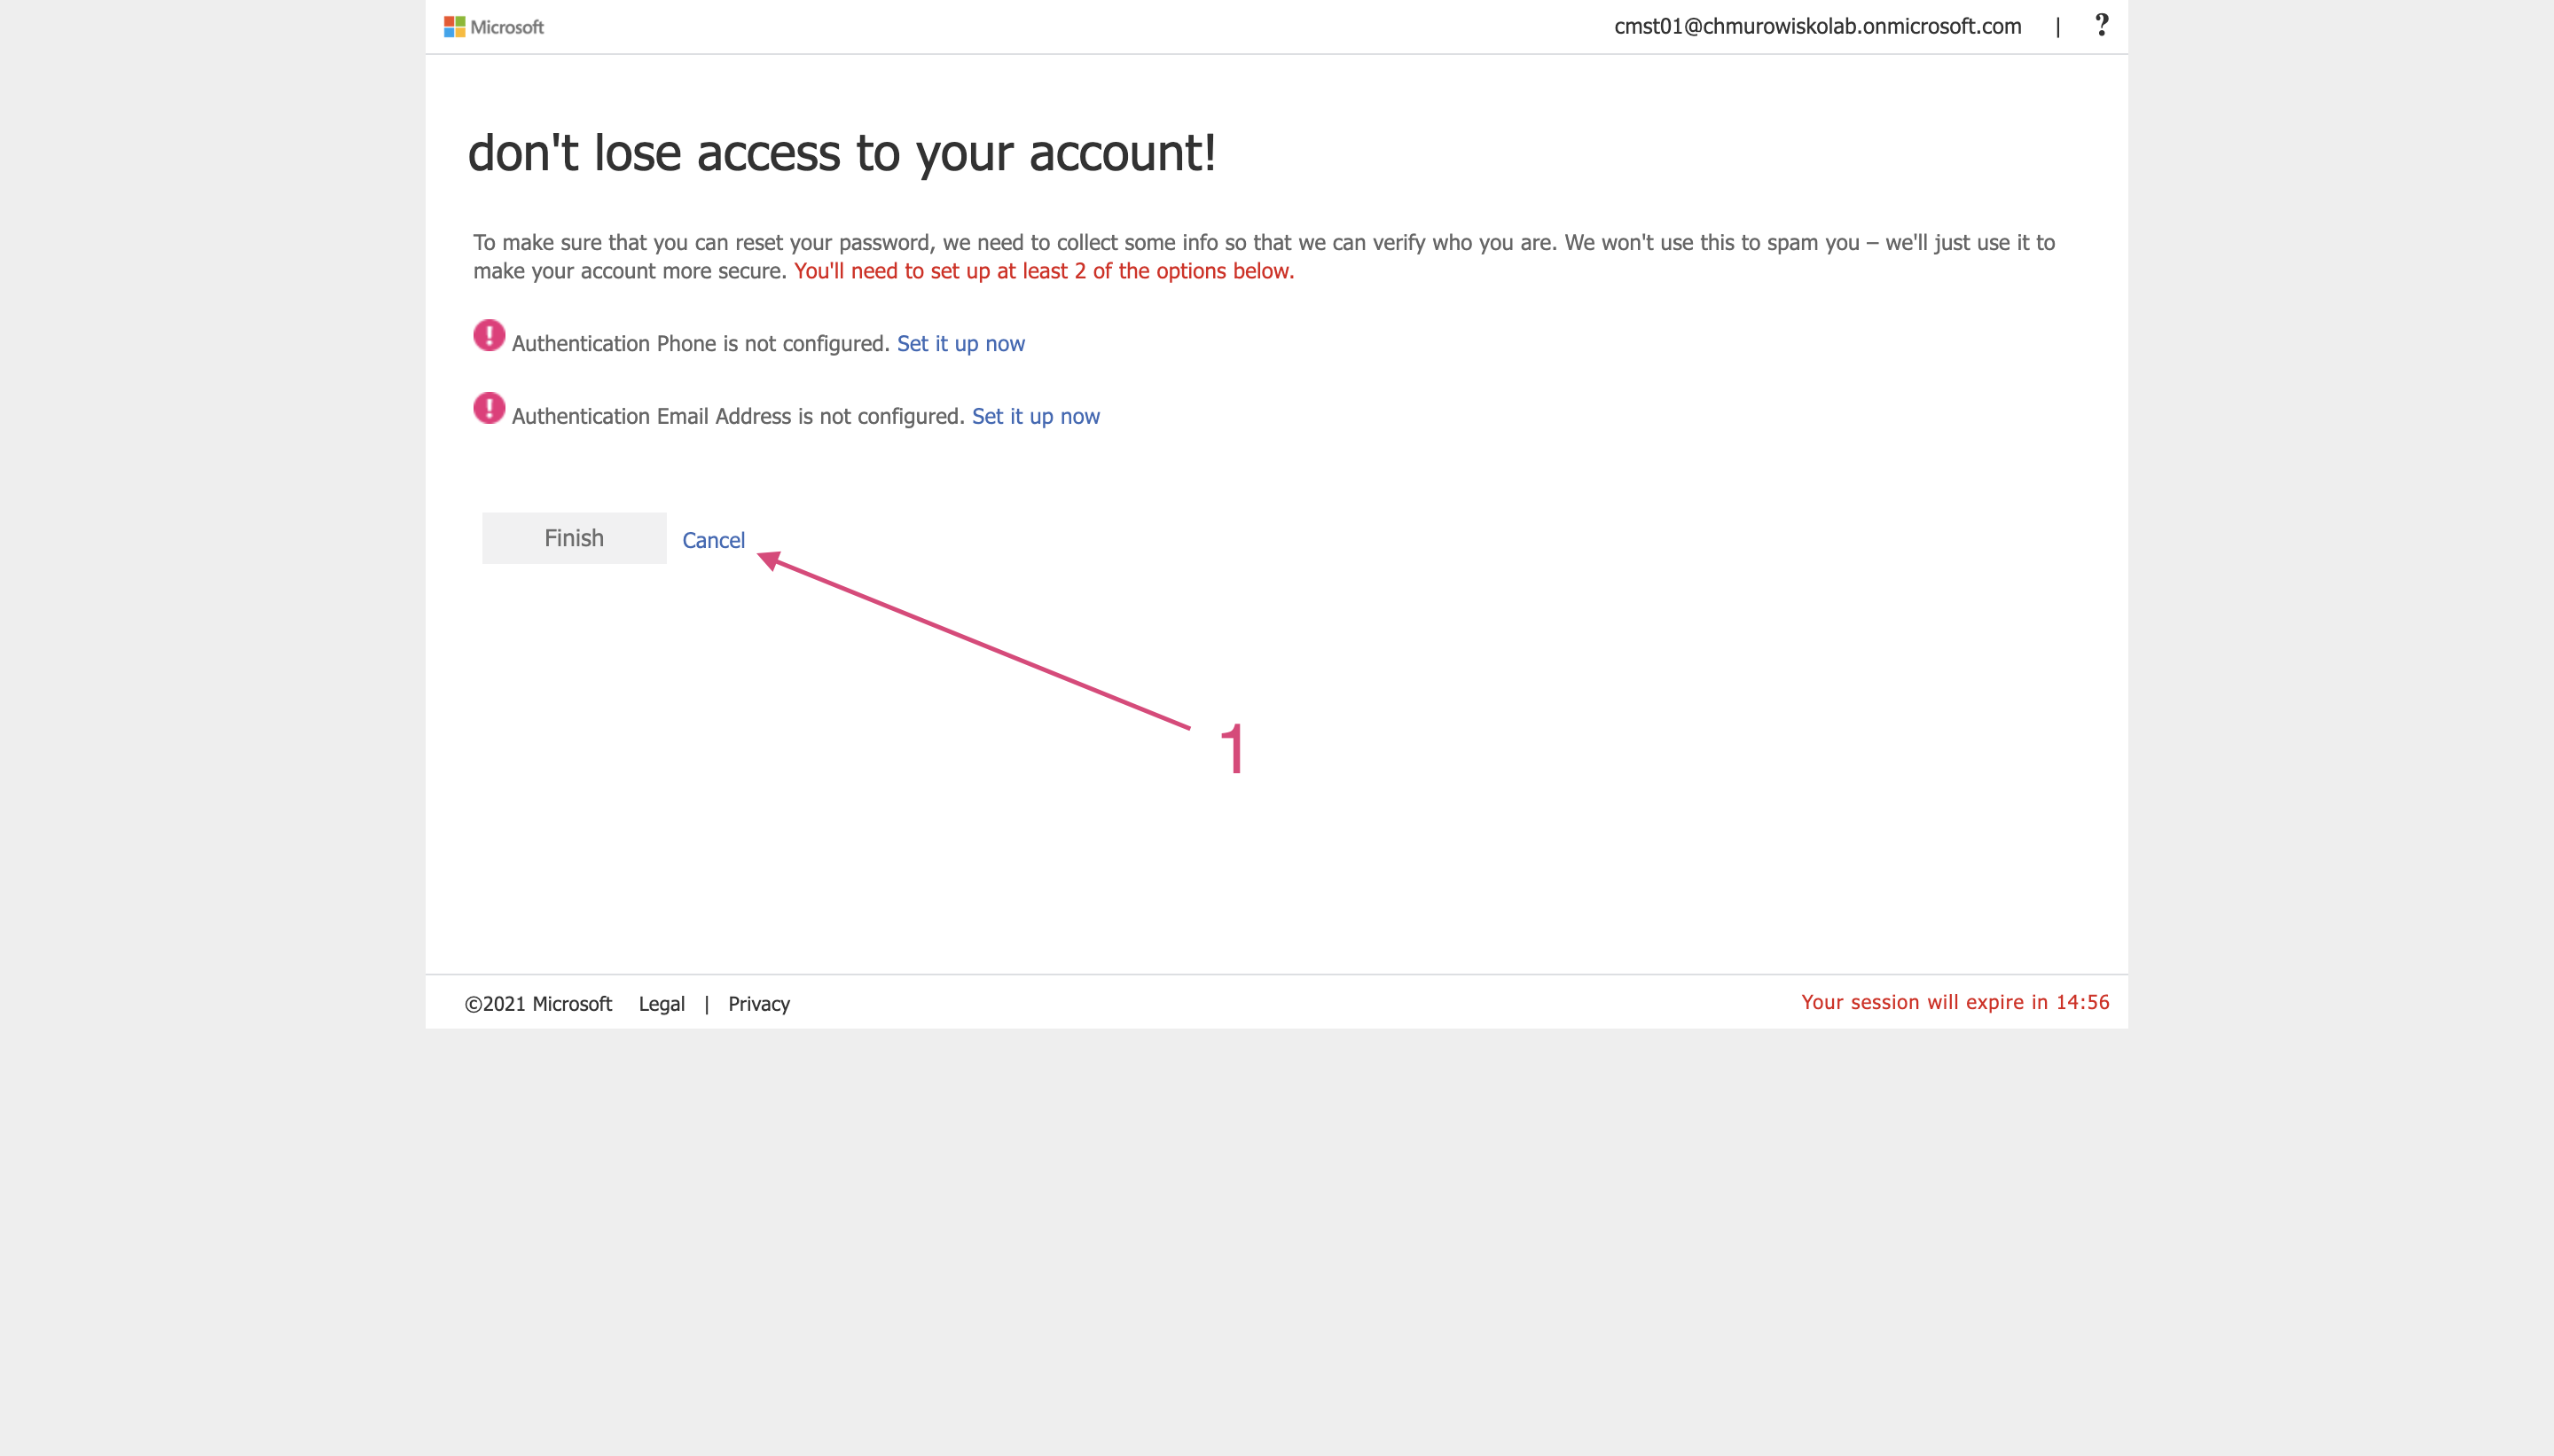 Microsoft
cmst01@chmurowiskolab.onmicrosoft.com | ?
don't lose access to your account!
To make sure that you can reset your password, we need to collect some info so that we can verify who you are. We won't use this to spam you – we'll just use it to
make your account more secure. You'll need to set up at least 2 of the options below.
! Authentication Phone is not configured. Set it up now
! Authentication Email Address is not configured. Set it up now
Finish Cancel
1
©2021 Microsoft Legal | Privacy
Your session will expire in 14:56